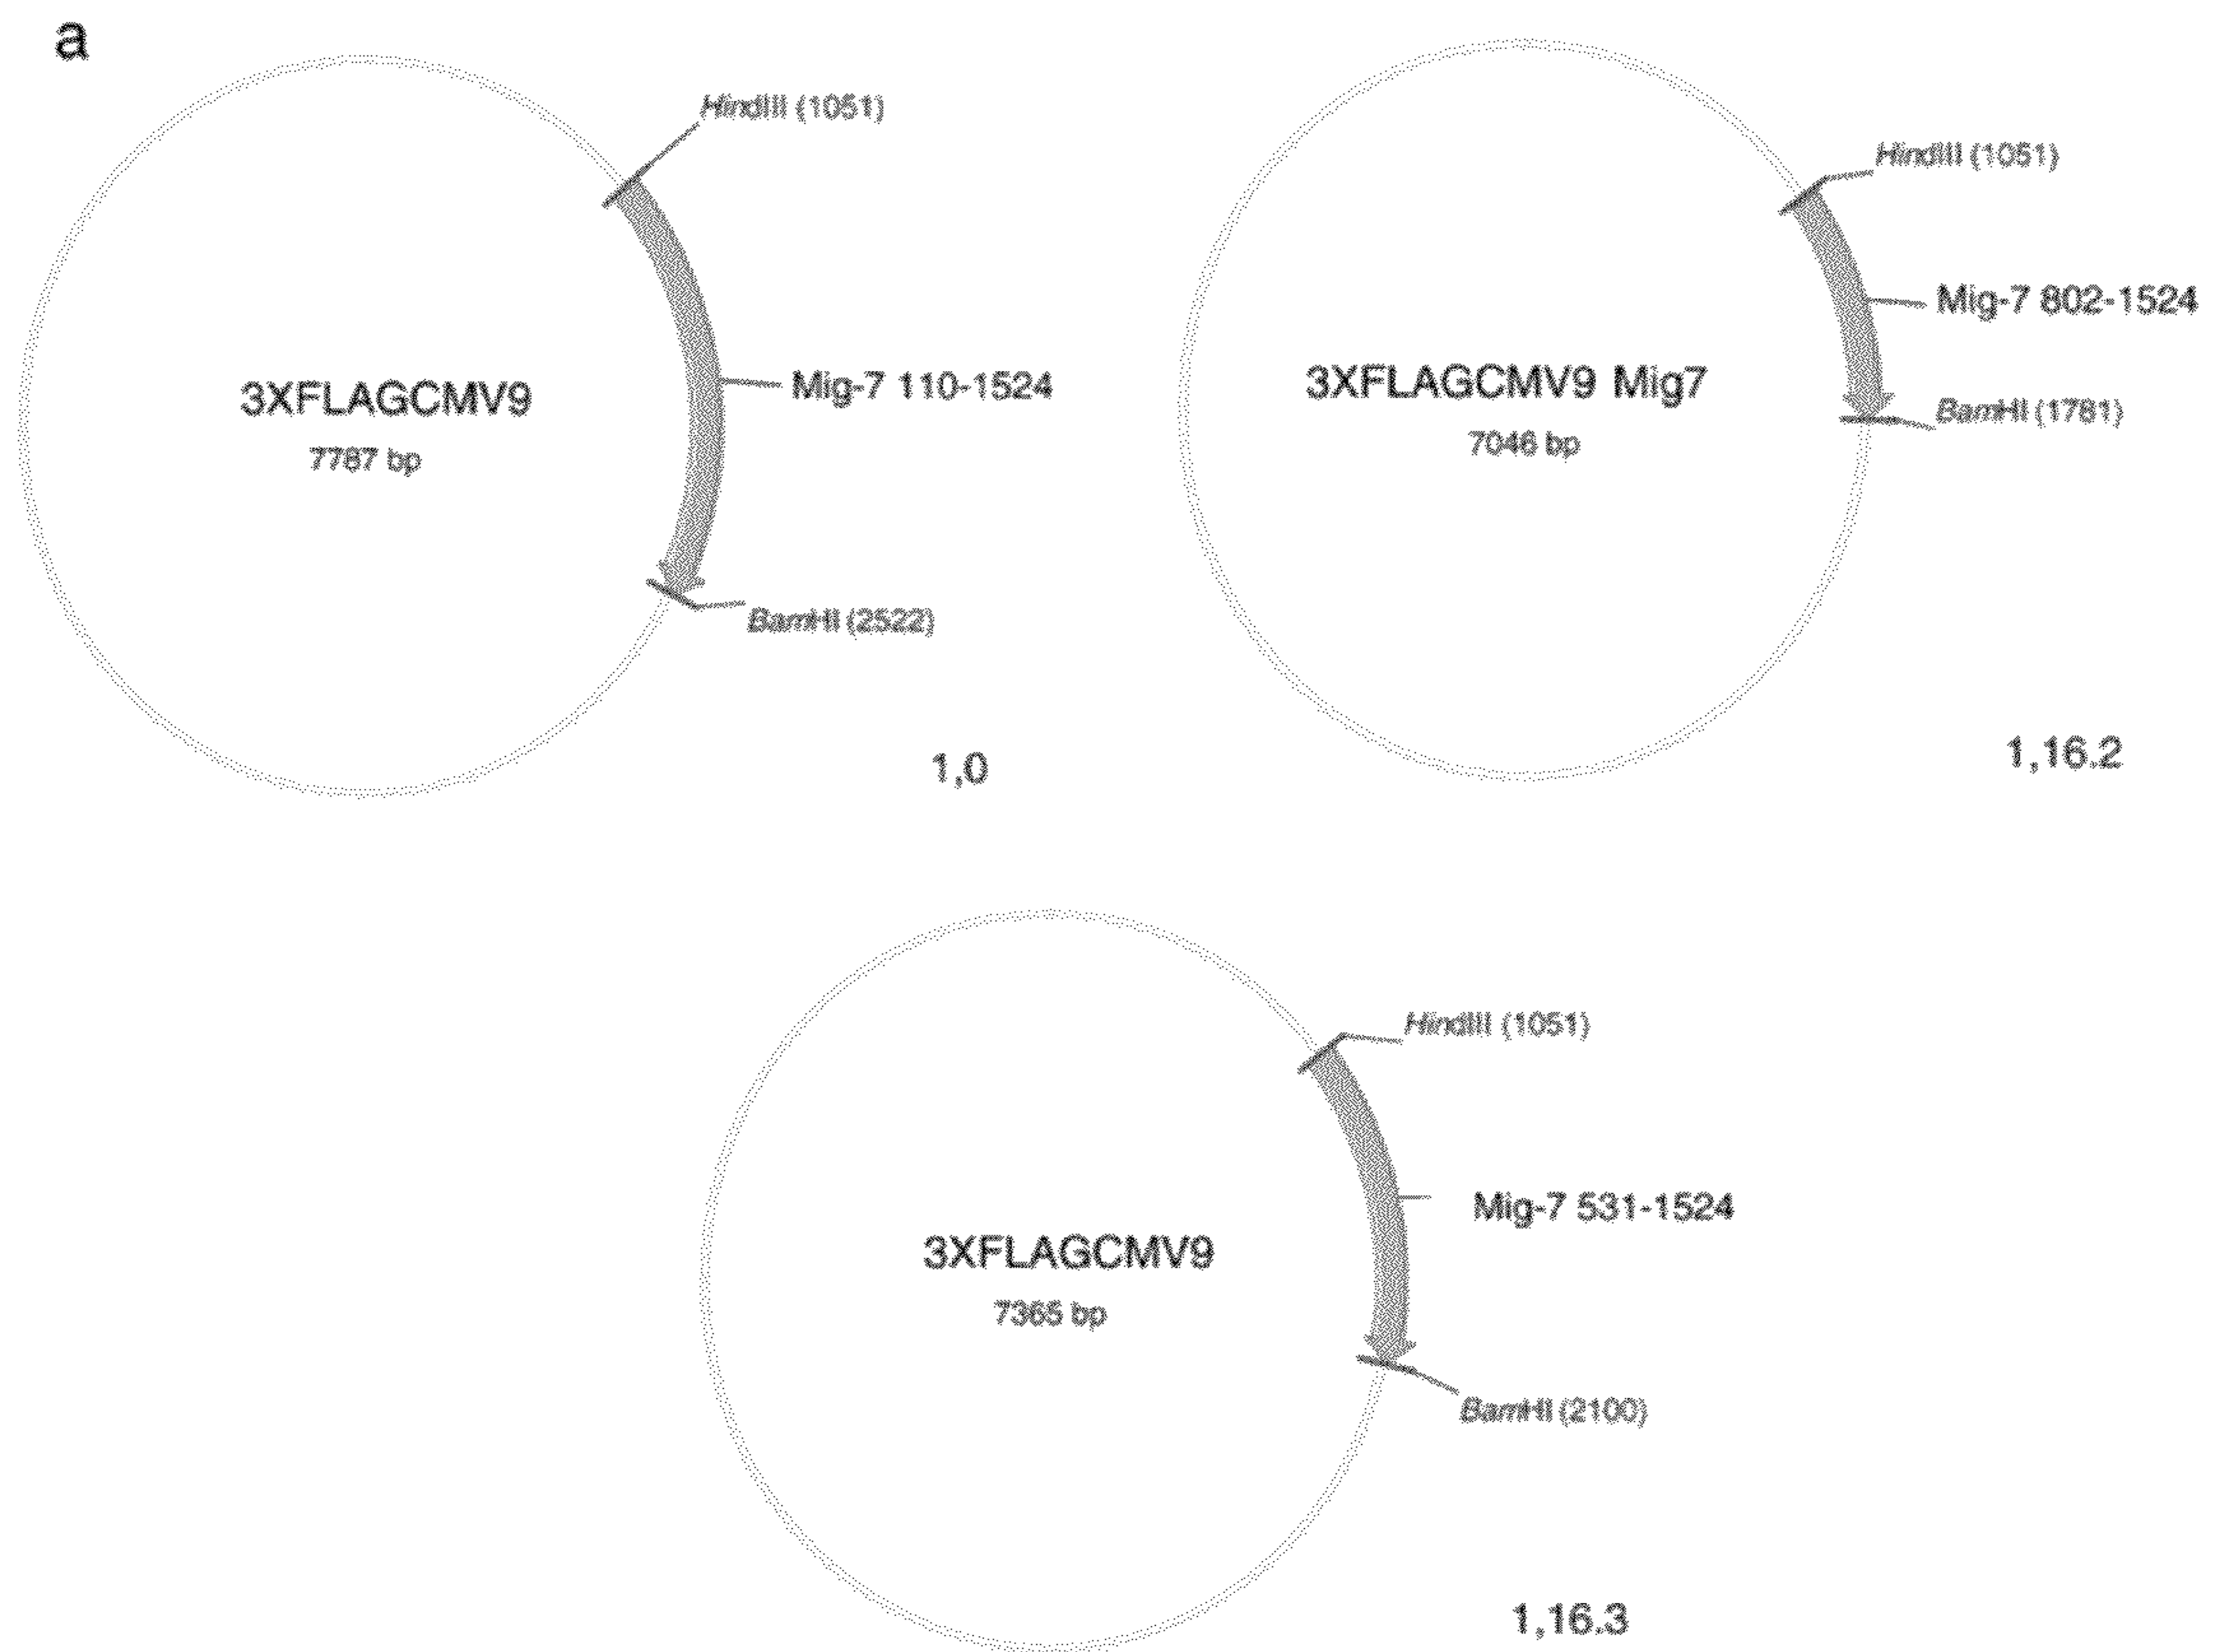 a
HindIII (1051)
3XFLAGCMV9
7787 bp
Mig-7 110-1524
BamHI (2522)
1,0
HindIII (1051)
Mig-7 802-1524
3XFLAGCMV9 Mig7
7046 bp
BamHI (1781)
1,16.2
HindIII (1051)
Mig-7 531-1524
3XFLAGCMV9
7365 bp
BamHI (2100)
1,16.3